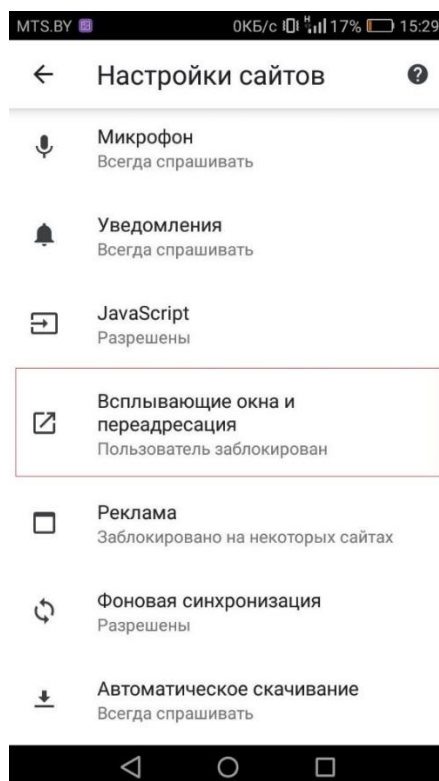 MTS.BY 0КБ/с H 17% 15:29
Настройки сайтов ?
Микрофон
Всегда спрашивать
Уведомления
Всегда спрашивать
JavaScript
Разрешены
Всплывающие окна и
переадресация
Пользователь заблокирован
Реклама
Заблокировано на некоторых сайтах
Фоновая синхронизация
Разрешены
Автоматическое скачивание
Всегда спрашивать